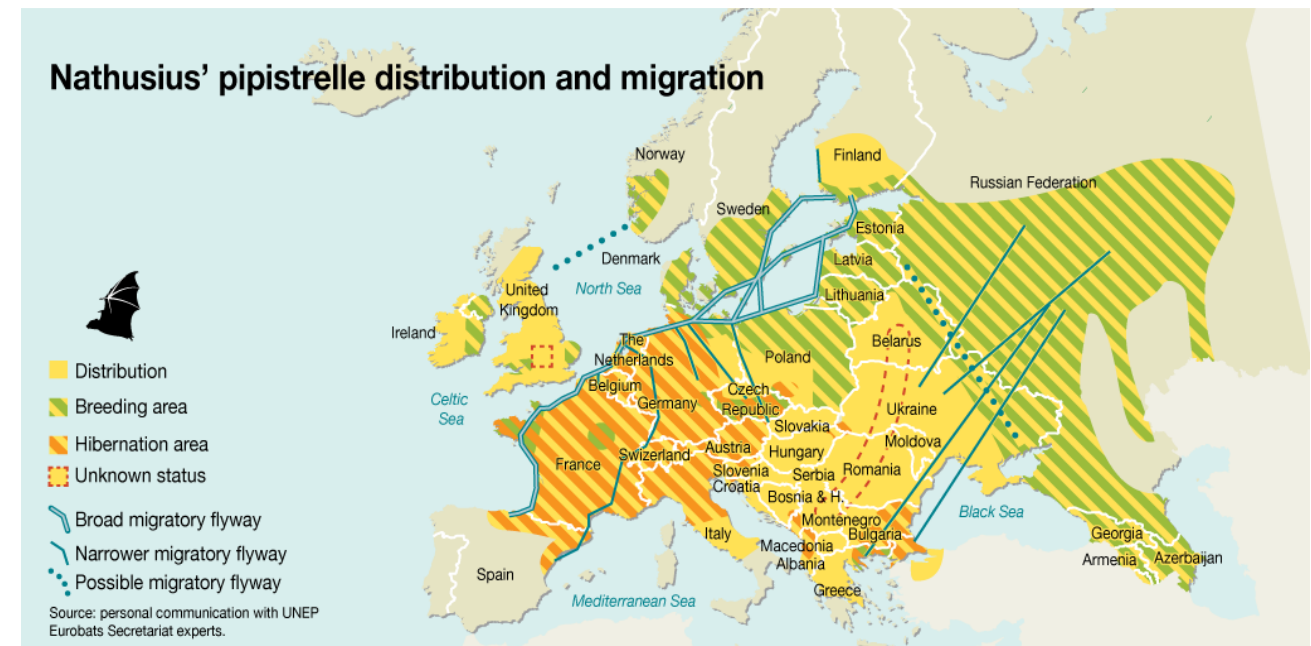 Nathusius' pipistrelle distribution and migration
Norway
Finland
Russian Federation
Sweden
Estonia
Denmark
Latvia
North Sea
United
Kingdom
Lithuania
Ireland
The
Netherlands
Belarus
Poland
Belgium
Czech
Republic
Celtic
Sea
Germany
Ukraine
Slovakia
Moldova
Swizerland
Austria
Hungary
France
Slovenia
Serbia
Romania
Croatia
Bosnia & H.
Black Sea
Montenegro
Italy
Bulgaria
Georgia
Macedonia
Armenia
Azerbaijan
Albania
Spain
Greece
Mediterranean Sea
Distribution
Breeding area
Hibernation area
Unknown status
Broad migratory flyway
Narrower migratory flyway
Possible migratory flyway
Source: personal communication with UNEP
Eurobats Secretariat experts.